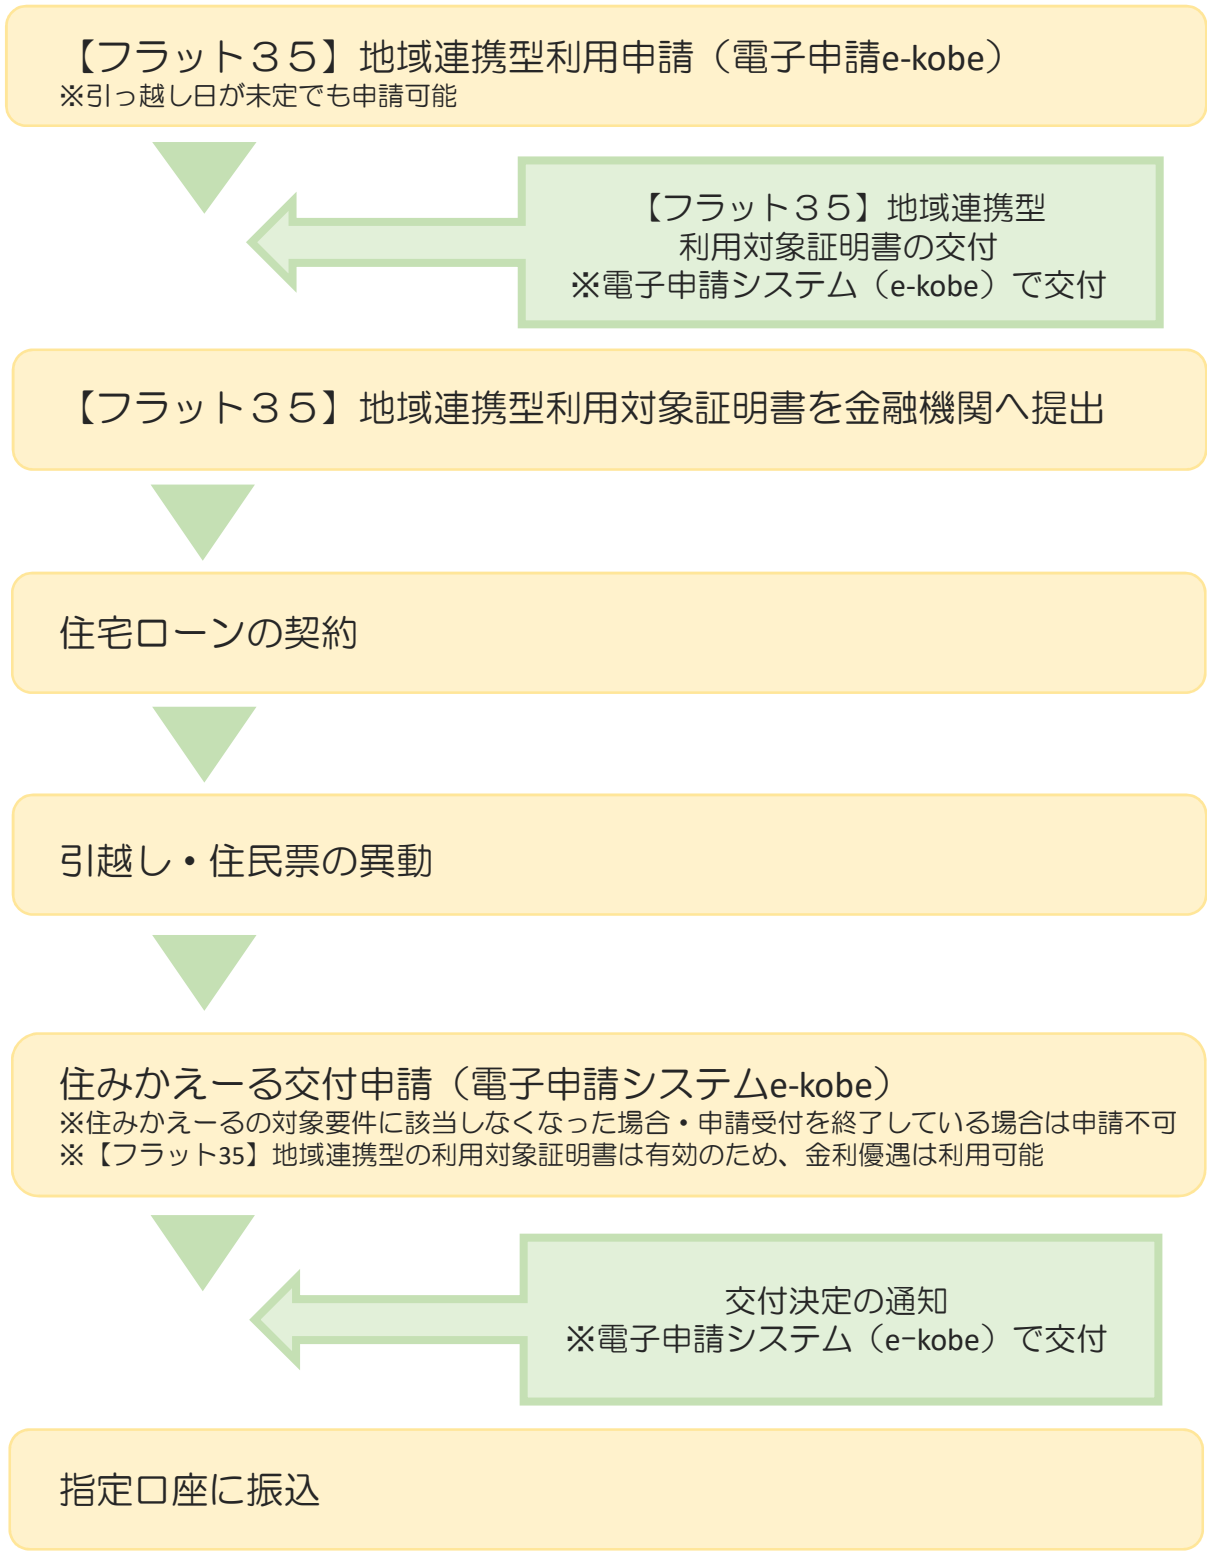 【フラット３５】地域連携型利用申請（電子申請e-kobe）
※引っ越し日が未定でも申請可能
【フラット３５】地域連携型
利用対象証明書の交付
※電子申請システム（e-kobe）で交付
【フラット３５】地域連携型利用対象証明書を金融機関へ提出
住宅ローンの契約
引越し・住民票の異動
住みかえーる交付申請（電子申請システムe-kobe）
※住みかえーるの対象要件に該当しなくなった場合・申請受付を終了している場合は申請不可
※【フラット35】地域連携型の利用対象証明書は有効のため、金利優遇は利用可能
交付決定の通知
※電子申請システム（e-kobe）で交付
指定口座に振込